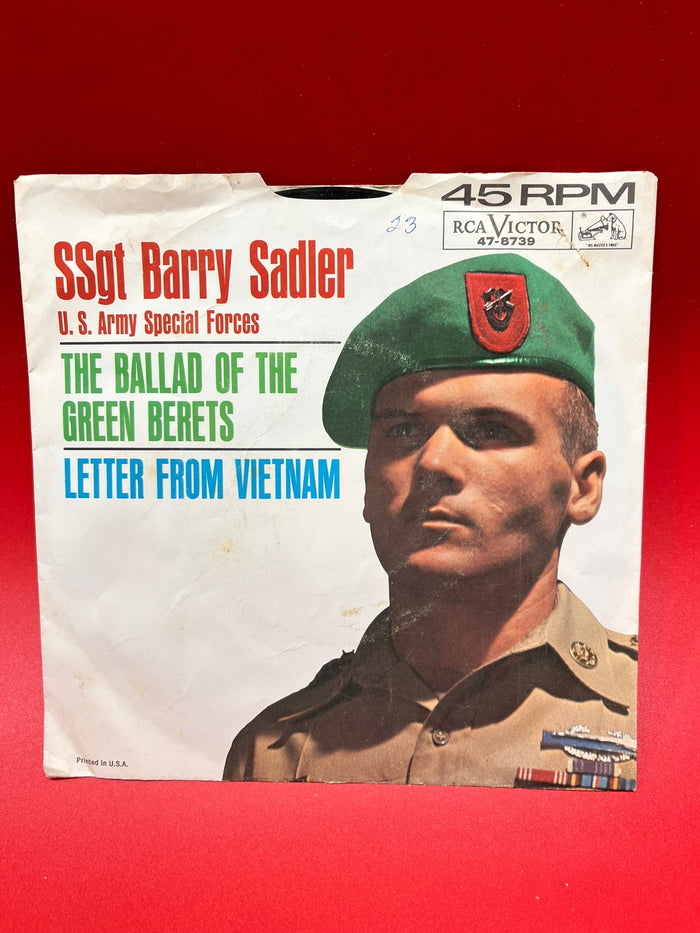 45 RPM
23
RCA VICTOR
47-8739
"HIS MASTER'S VOICE"
SSgt Barry Sadler
U. S. Army Special Forces
THE BALLAD OF THE
GREEN BERETS
LETTER FROM VIETNAM
Printed in U.S.A.